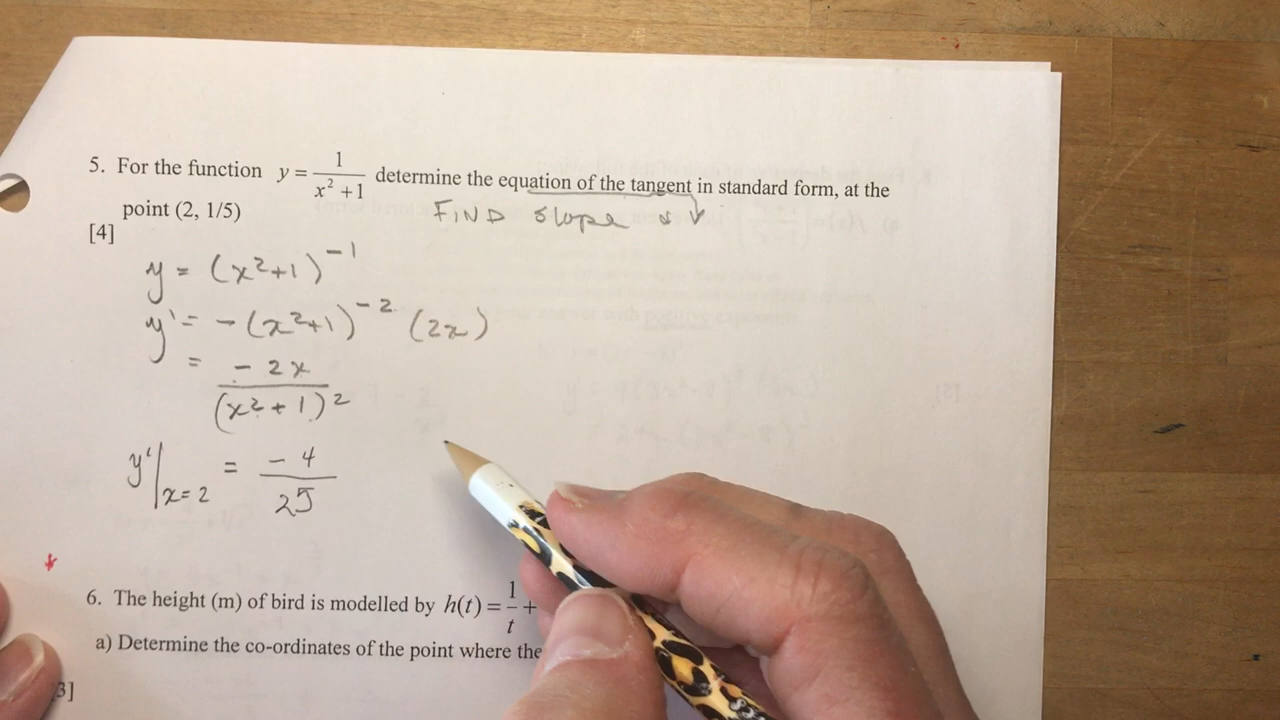 5. For the function y = 1/(x² + 1) determine the equation of the tangent in standard form, at the
point (2, 1/5)
FIND slope
[4]
y = (x²+1)⁻¹
y' = -(x²+1)⁻² (2x)
= -2x/(x²+1)²
y'|x=2 = -4/25
6. The height (m) of bird is modelled by h(t) = 1/t +
a) Determine the co-ordinates of the point where the
3]